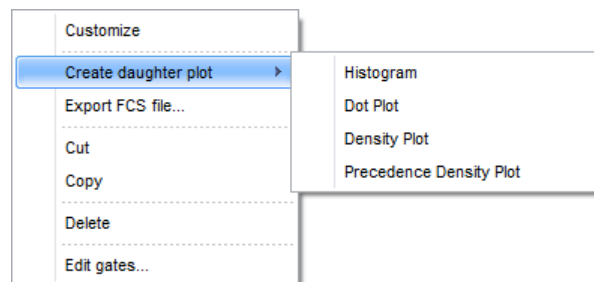 Customize
Create daughter plot
Export FCS file...
Cut
Copy
Delete
Edit gates...
Histogram
Dot Plot
Density Plot
Precedence Density Plot